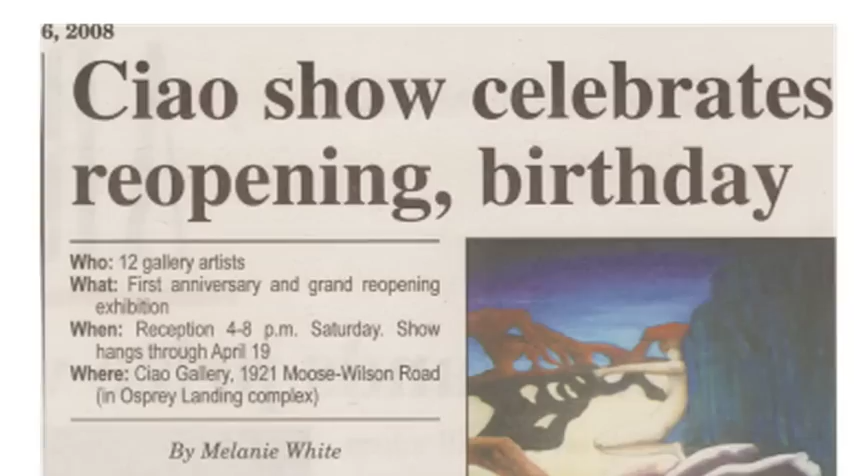 6, 2008
Ciao show celebrates
reopening, birthday
Who: 12 gallery artists
What: First anniversary and grand reopening
exhibition
When: Reception 4-8 p.m. Saturday. Show
hangs through April 19
Where: Ciao Gallery, 1921 Moose-Wilson Road
(in Osprey Landing complex)
By Melanie White